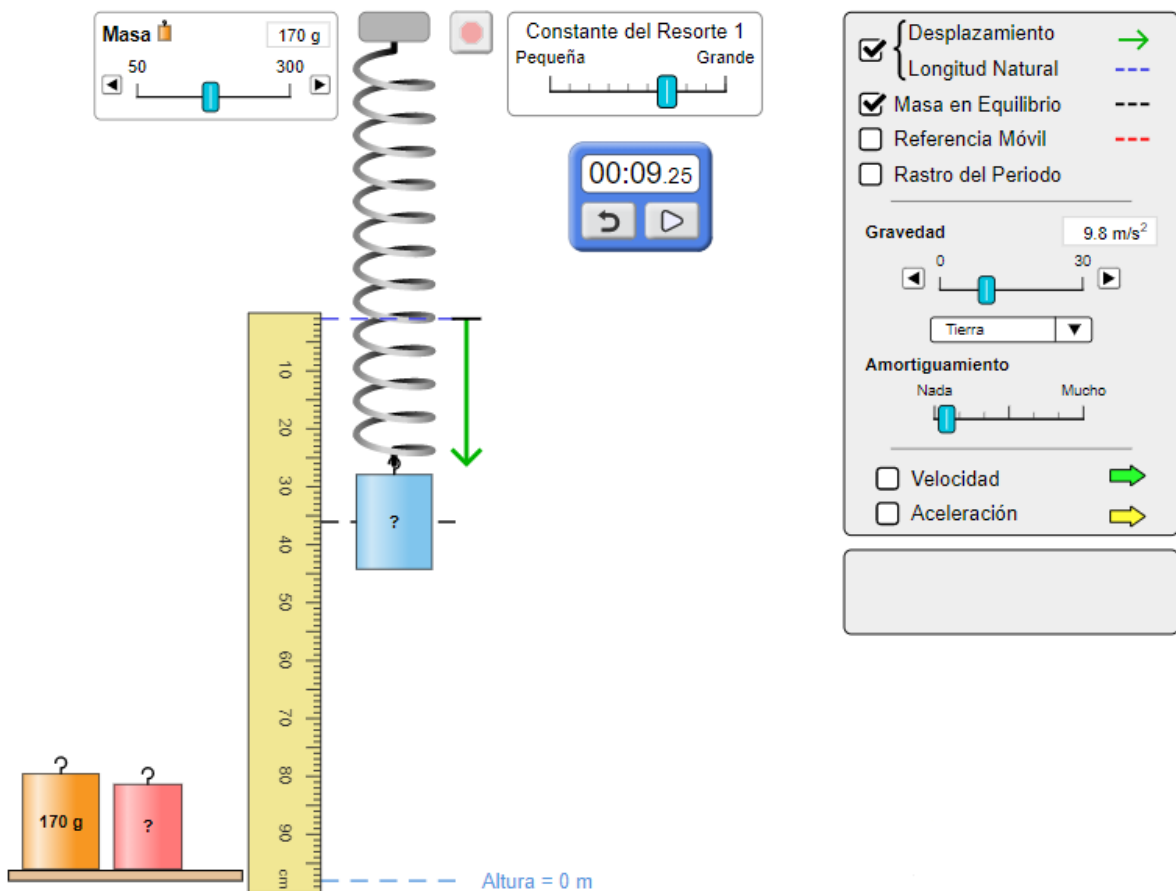 Masa
170 g
50
300
Constante del Resorte 1
Pequeña
Grande
00:09.25
Desplazamiento
Longitud Natural
Masa en Equilibrio
Referencia Móvil
Rastro del Periodo
Gravedad
9.8 m/s²
0
30
Tierra
Amortiguamiento
Nada
Mucho
Velocidad
Aceleración
10
20
30
40
50
60
70
80
90
cm
?
170 g
?
Altura = 0 m